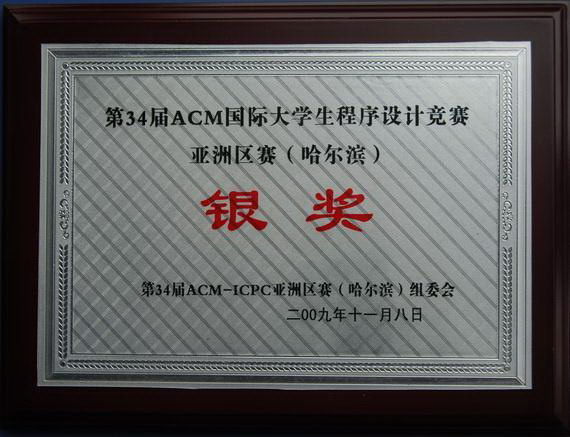 第34届ACM国际大学生程序设计竞赛
亚洲区赛（哈尔滨）
银奖
第34届ACM-ICPC亚洲区赛（哈尔滨）组委会
二00九年十一月八日